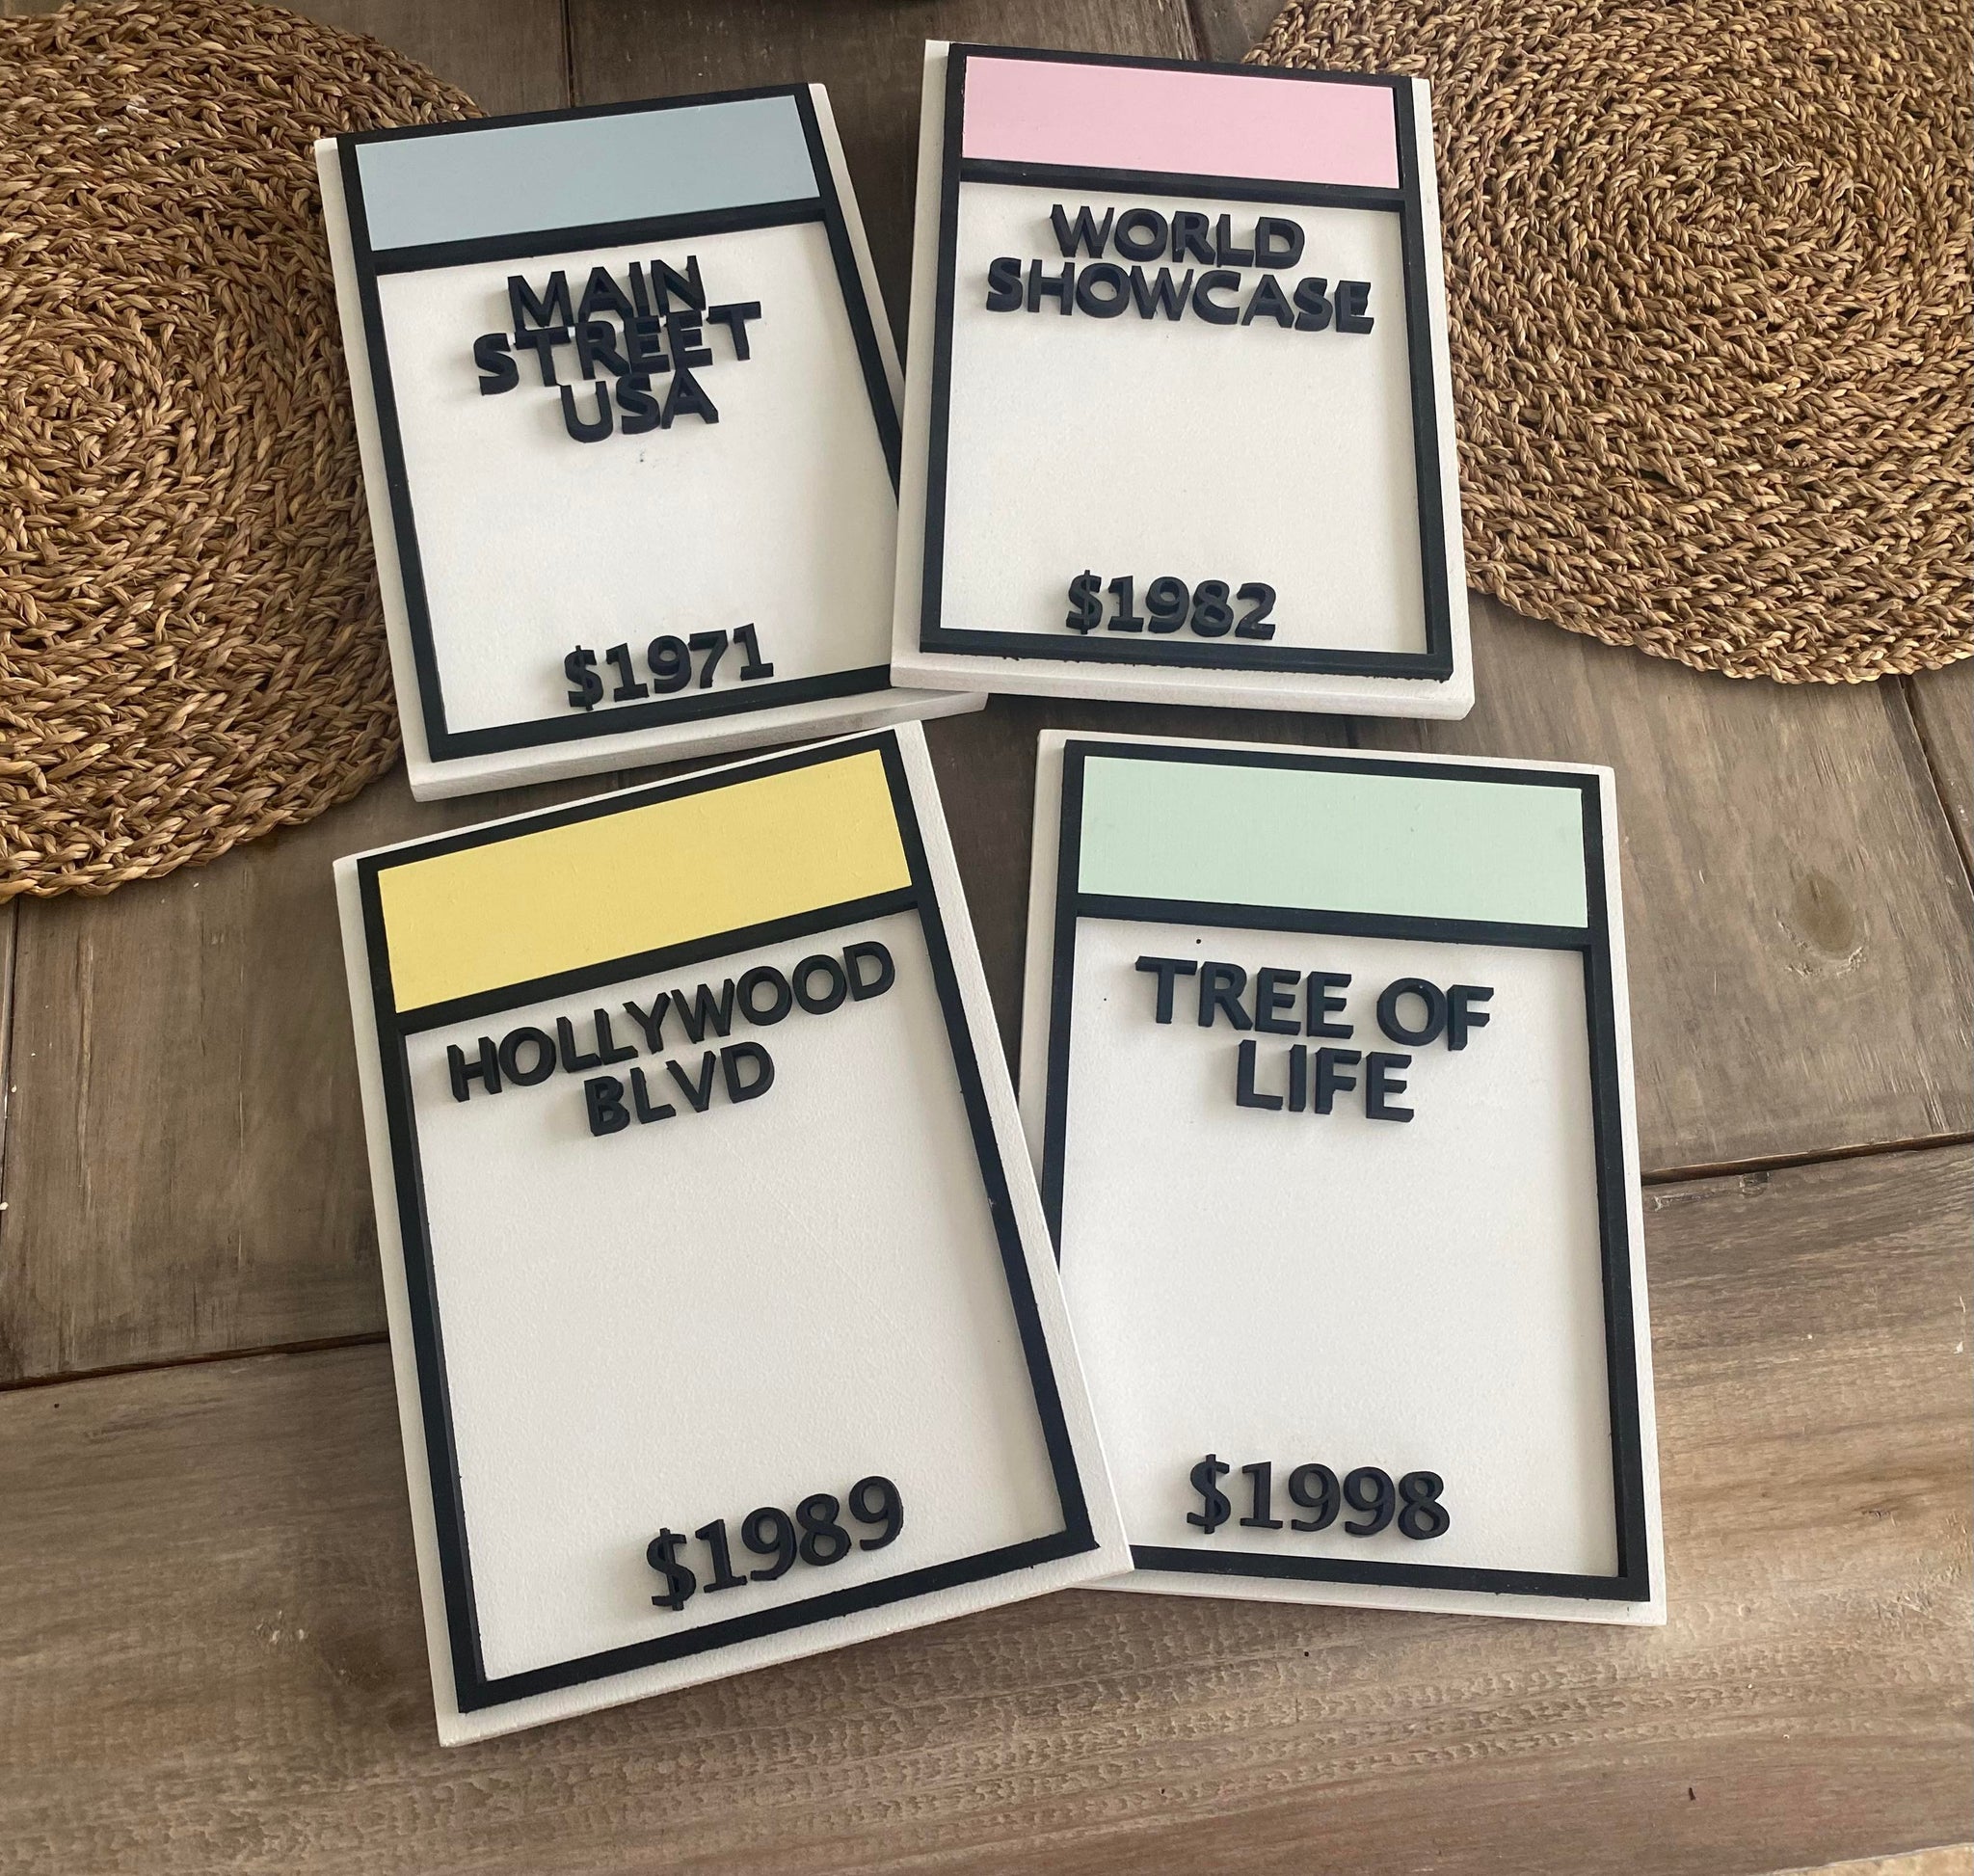 MAIN
STREET
USA
$1971
WORLD
SHOWCASE
$1982
HOLLYWOOD
BLVD
$1989
TREE OF
LIFE
$1998